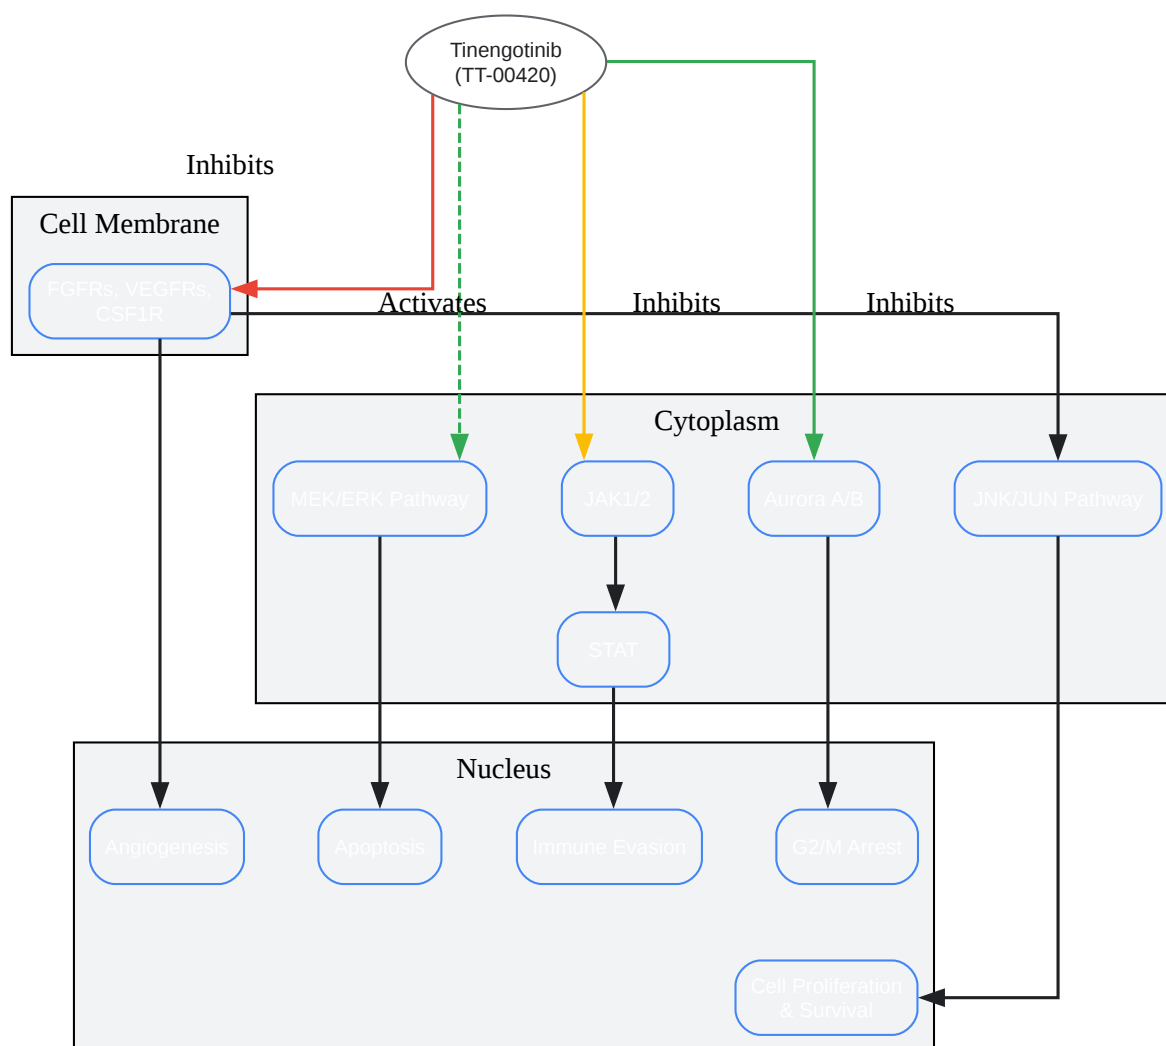 Tinengotinib
(TT-00420)
Inhibits
Cell Membrane
FGFRs, VEGFRs,
CSF1R
Activates
Inhibits
Inhibits
Cytoplasm
MEK/ERK Pathway
JAK1/2
Aurora A/B
JNK/JUN Pathway
STAT
Nucleus
Angiogenesis
Apoptosis
Immune Evasion
G2/M Arrest
Cell Proliferation
& Survival